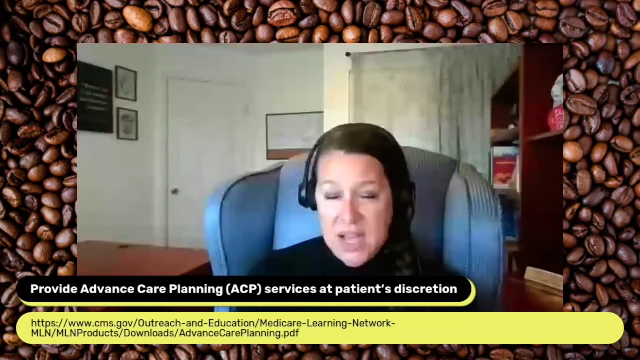 Provide Advance Care Planning (ACP) services at patient's discretion
https://www.cms.gov/Outreach-and-Education/Medicare-Learning-Network-
MLN/MLNProducts/Downloads/AdvanceCarePlanning.pdf